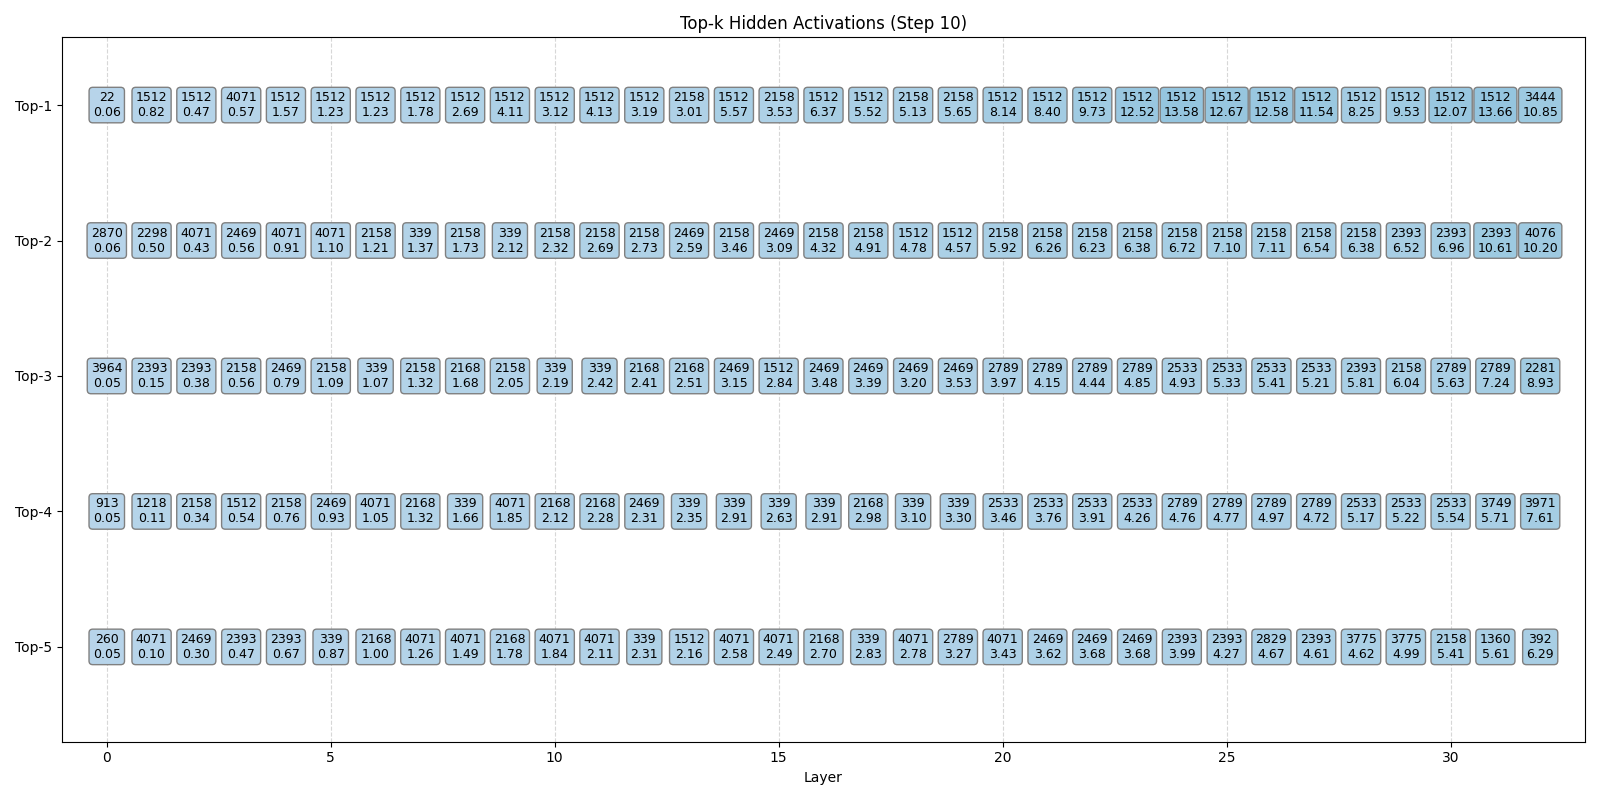 Top-k Hidden Activations (Step 10)
Top-1
22 1512 1512 4071 1512 1512 1512 1512 1512 1512 1512 1512 1512 2158 1512 2158 1512 1512 2158 2158 1512 1512 1512 1512 1512 1512 1512 1512 1512 1512 1512 1512 3444
0.06 0.82 0.47 0.57 1.57 1.23 1.23 1.78 2.69 4.11 3.12 4.13 3.19 3.01 5.57 3.53 6.37 5.52 5.13 5.65 8.14 8.40 9.73 12.52 13.58 12.67 12.58 11.54 8.25 9.53 12.07 13.66 10.85
Top-2
2870 2298 4071 2469 4071 4071 2158 339 2158 339 2158 2158 2158 2469 2158 2469 2158 2158 1512 1512 2158 2158 2158 2158 2158 2158 2158 2158 2158 2393 2393 2393 4076
0.06 0.50 0.43 0.56 0.91 1.10 1.21 1.37 1.73 2.12 2.32 2.69 2.73 2.59 3.46 3.09 4.32 4.91 4.78 4.57 5.92 6.26 6.23 6.38 6.72 7.10 7.11 6.54 6.38 6.52 6.96 10.61 10.20
Top-3
3964 2393 2393 2158 2469 2158 339 2158 2168 2158 339 339 2168 2168 2469 1512 2469 2469 2469 2469 2789 2789 2789 2789 2533 2533 2533 2533 2393 2158 2789 2789 2281
0.05 0.15 0.38 0.56 0.79 1.09 1.07 1.32 1.68 2.05 2.19 2.42 2.41 2.51 3.15 2.84 3.48 3.39 3.20 3.53 3.97 4.15 4.44 4.85 4.93 5.33 5.41 5.21 5.81 6.04 5.63 7.24 8.93
Top-4
913 1218 2158 1512 2158 2469 4071 2168 339 4071 2168 2168 2469 339 339 339 339 2168 339 339 2533 2533 2533 2533 2789 2789 2789 2789 2533 2533 2533 3749 3971
0.05 0.11 0.34 0.54 0.76 0.93 1.05 1.32 1.66 1.85 2.12 2.28 2.31 2.35 2.91 2.63 2.91 2.98 3.10 3.30 3.46 3.76 3.91 4.26 4.76 4.77 4.97 4.72 5.17 5.22 5.54 5.71 7.61
Top-5
260 4071 2469 2393 2393 339 2168 4071 4071 2168 4071 4071 339 1512 4071 4071 2168 339 4071 2789 4071 2469 2469 2469 2393 2393 2829 2393 3775 3775 2158 1360 392
0.05 0.10 0.30 0.47 0.67 0.87 1.00 1.26 1.49 1.78 1.84 2.11 2.31 2.16 2.58 2.49 2.70 2.83 2.78 3.27 3.43 3.62 3.68 3.68 3.99 4.27 4.67 4.61 4.62 4.99 5.41 5.61 6.29
0 5 10 15 20 25 30
Layer